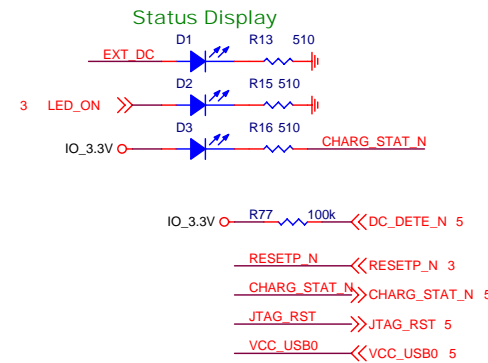 Status Display
D1 R13 510
EXT_DC
D2 R15 510
3 LED_ON
D3 R16 510
IO_3.3V CHARG_STAT_N
IO_3.3V R77 100k DC_DETE_N 5
RESETP_N RESETP_N 3
CHARG_STAT_N CHARG_STAT_N 5
JTAG_RST JTAG_RST 5
VCC_USB0 VCC_USB0 5